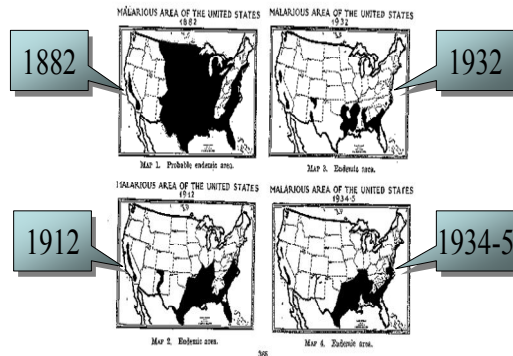 MALARIOUS AREA OF THE UNITED STATES
1882
1882
MAP 1. Probable endemic area.
MALARIOUS AREA OF THE UNITED STATES
1932
1932
MAP 3. Endemic area.
MALARIOUS AREA OF THE UNITED STATES
1912
1912
MAP 2. Endemic area.
MALARIOUS AREA OF THE UNITED STATES
1934-5
1934-5
MAP 4. Endemic area.